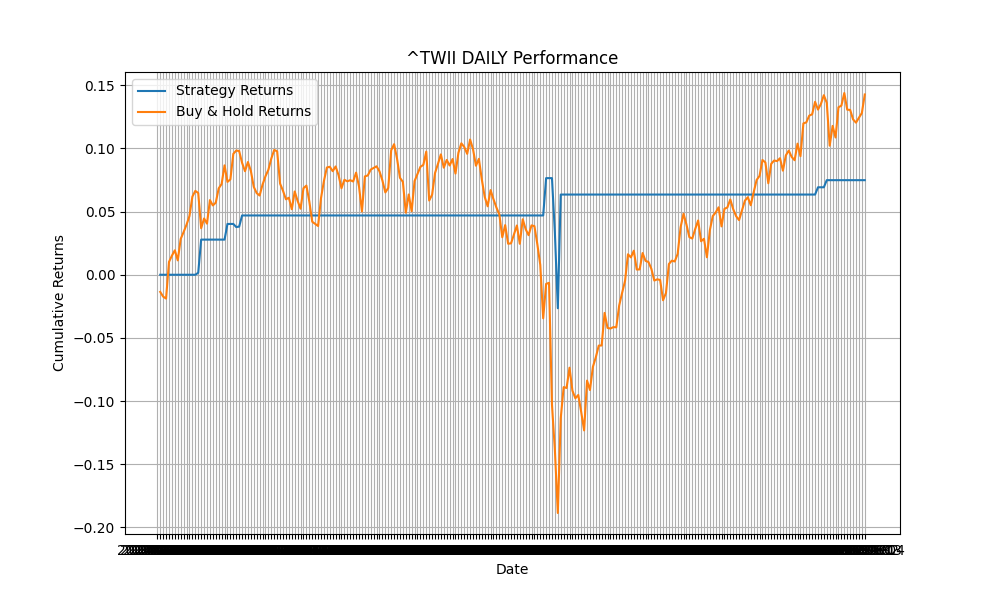 ^TWII DAILY Performance
Strategy Returns
Buy & Hold Returns
0.15
0.10
0.05
0.00
−0.05
−0.10
−0.15
−0.20
Cumulative Returns
Date